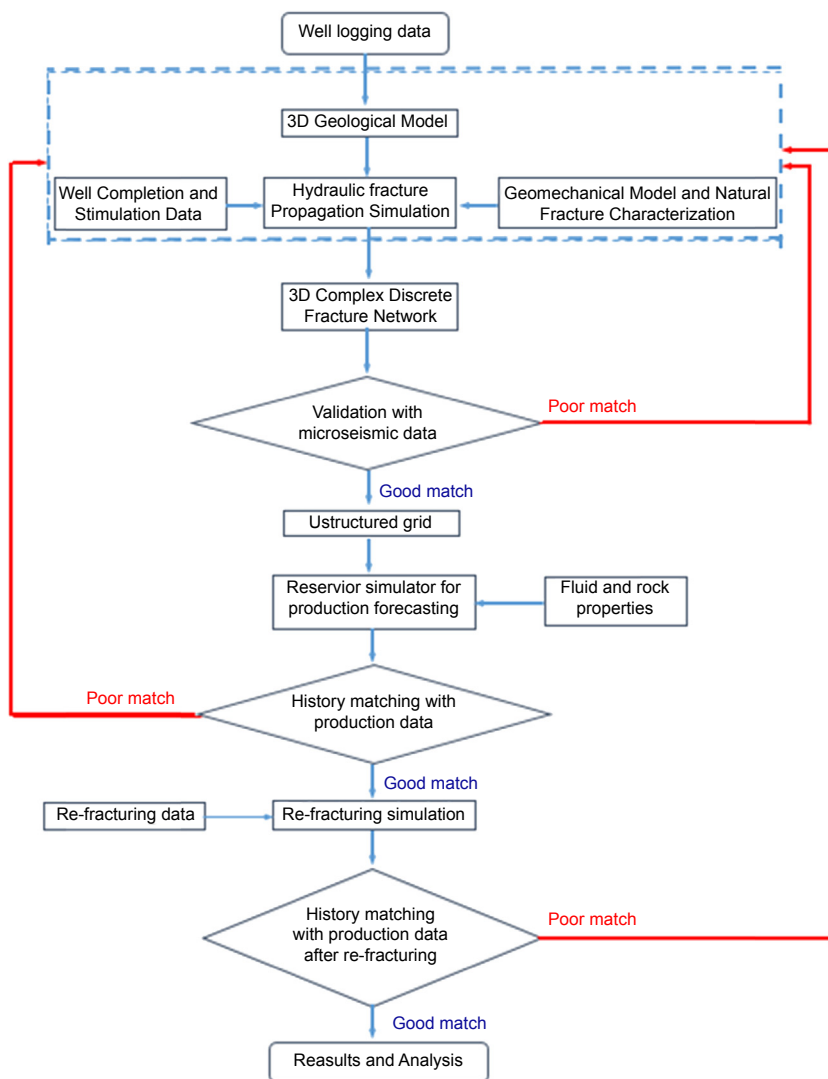 Well logging data
3D Geological Model
Well Completion and
Stimulation Data
Hydraulic fracture
Propagation Simulation
Geomechanical Model and Natural
Fracture Characterization
3D Complex Discrete
Fracture Network
Validation with
microseismic data
Poor match
Good match
Ustructured grid
Reservior simulator for
production forecasting
Fluid and rock
properties
Poor match
History matching with
production data
Good match
Re-fracturing data
Re-fracturing simulation
History matching
with production data
after re-fracturing
Poor match
Good match
Reasults and Analysis